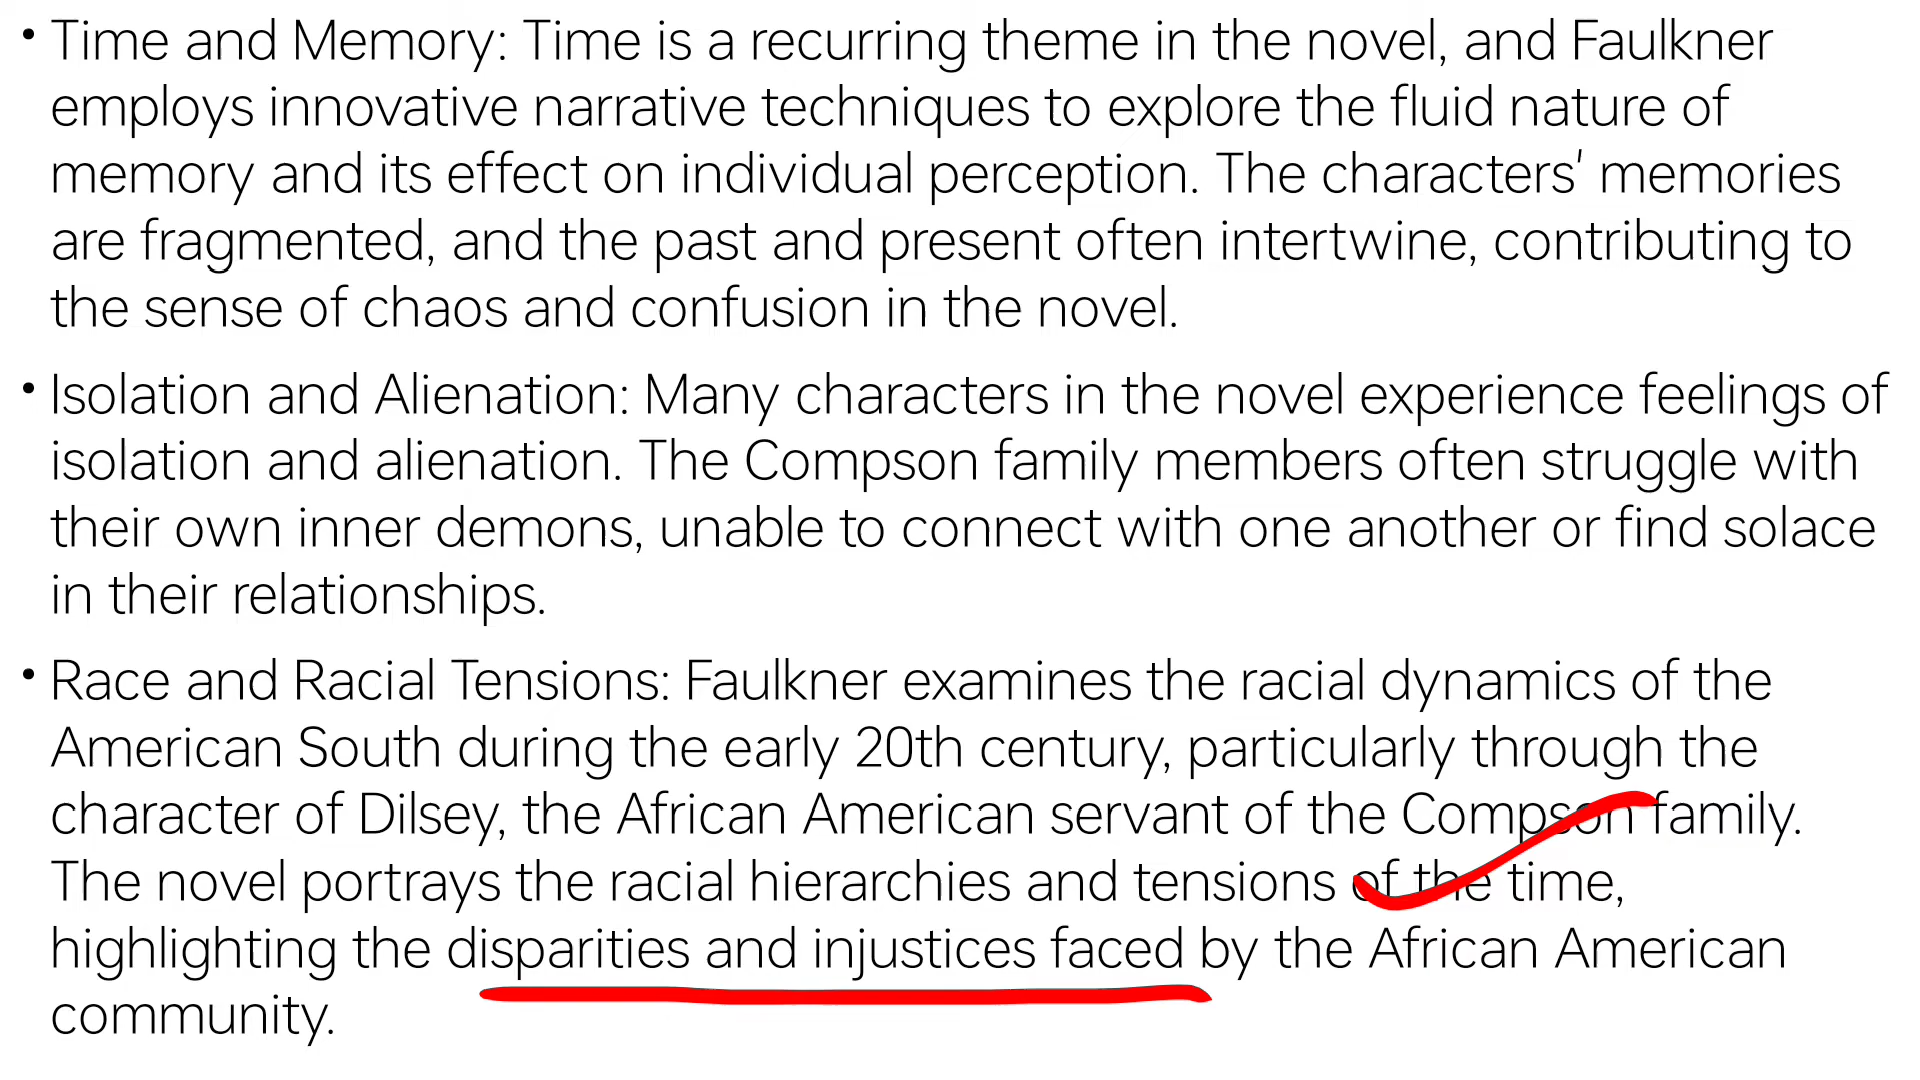 • Time and Memory: Time is a recurring theme in the novel, and Faulkner
employs innovative narrative techniques to explore the fluid nature of
memory and its effect on individual perception. The characters' memories
are fragmented, and the past and present often intertwine, contributing to
the sense of chaos and confusion in the novel.
• Isolation and Alienation: Many characters in the novel experience feelings of
isolation and alienation. The Compson family members often struggle with
their own inner demons, unable to connect with one another or find solace
in their relationships.
• Race and Racial Tensions: Faulkner examines the racial dynamics of the
American South during the early 20th century, particularly through the
character of Dilsey, the African American servant of the Compson family.
The novel portrays the racial hierarchies and tensions of the time,
highlighting the disparities and injustices faced by the African American
community.